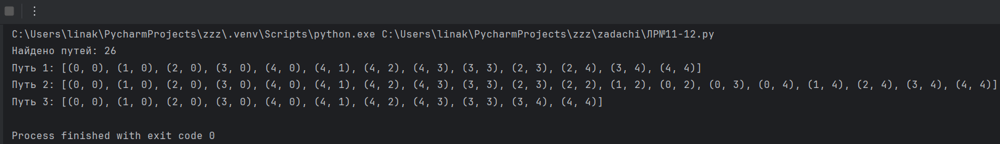 C:\Users\linak\PycharmProjects\zzz\.venv\Scripts\python.exe C:\Users\linak\PycharmProjects\zzz\zadachi\ЛР№11-12.py
Найдено путей: 26
Путь 1: [(0, 0), (1, 0), (2, 0), (3, 0), (4, 0), (4, 1), (4, 2), (4, 3), (3, 3), (2, 3), (2, 4), (3, 4), (4, 4)]
Путь 2: [(0, 0), (1, 0), (2, 0), (3, 0), (4, 0), (4, 1), (4, 2), (4, 3), (3, 3), (2, 3), (2, 2), (1, 2), (0, 2), (0, 3), (0, 4), (1, 4), (2, 4), (3, 4), (4, 4)]
Путь 3: [(0, 0), (1, 0), (2, 0), (3, 0), (4, 0), (4, 1), (4, 2), (4, 3), (3, 3), (3, 4), (4, 4)]
Process finished with exit code 0